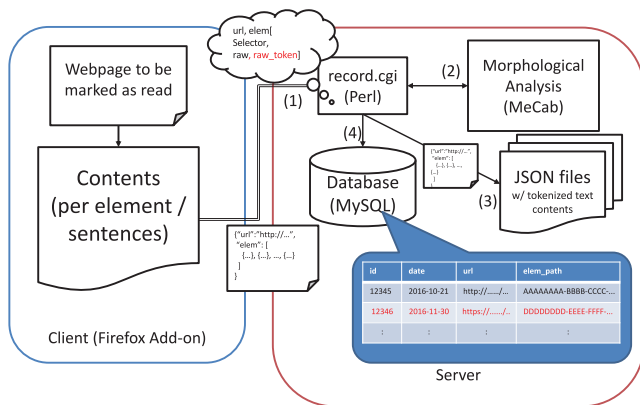 url, elem[
Selector,
raw, raw_token]
Webpage to be
marked as read
Contents
(per element /
sentences)
Client (Firefox Add-on)
(1)
record.cgi
(Perl)
(2)
Morphological
Analysis
(MeCab)
(4)
{"url":"http://...",
"elem": [
{...}, {...}, ...,
{...}
]
}
(3)
JSON files
w/ tokenized text
contents
Database
(MySQL)
{"url":"http://...",
"elem": [
{...}, {...}, ..., {...}
]
}
id date url elem_path
12345 2016-10-21 http://....../... AAAAAAAA-BBBB-CCCC-...
12346 2016-11-30 https://....../.. DDDDDDDD-EEEE-FFFF-...
: : : :
Server